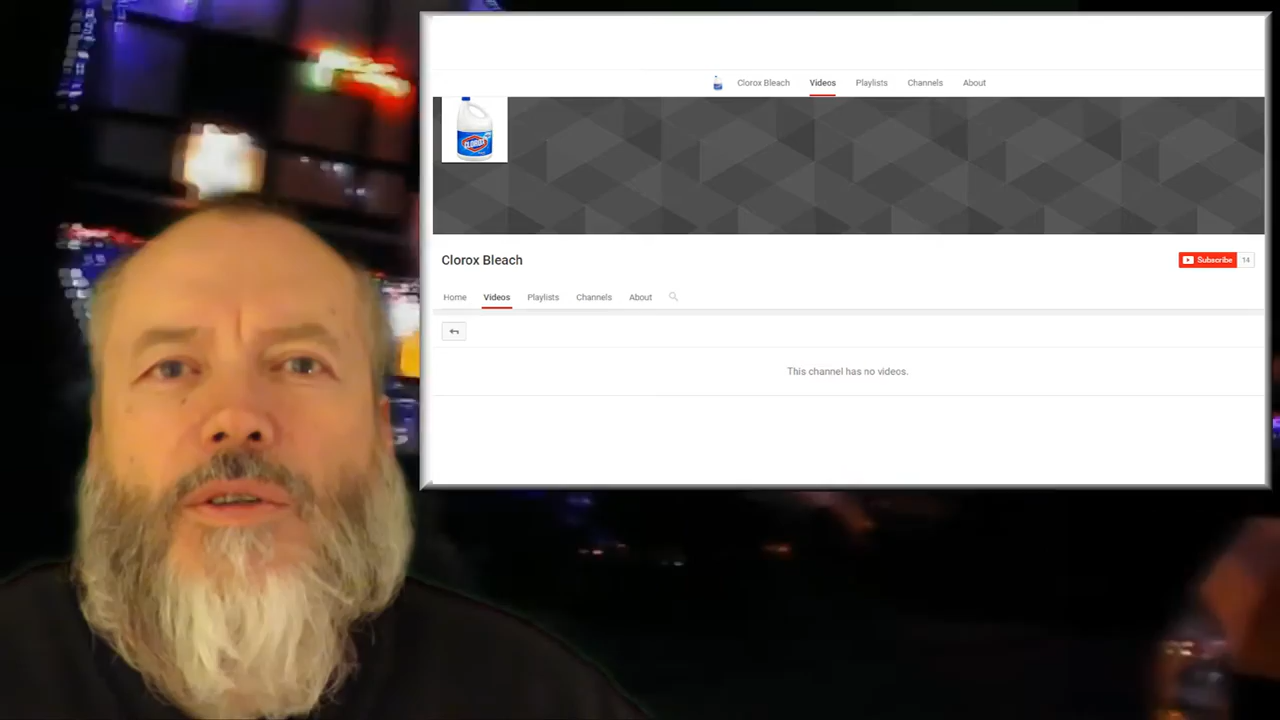 Clorox Bleach Videos Playlists Channels About
CLOROX
Clorox Bleach
Subscribe 14
Home Videos Playlists Channels About
This channel has no videos.